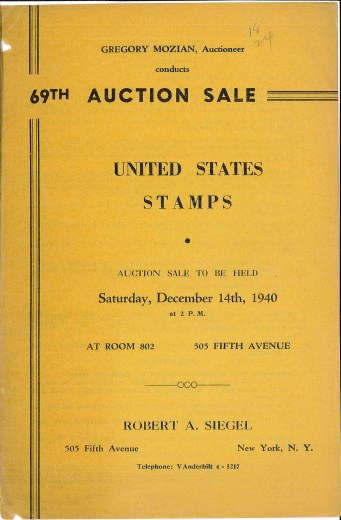 18
24
GREGORY MOZIAN, Auctioneer
conducts
69TH AUCTION SALE
UNITED STATES
STAMPS
•
AUCTION SALE TO BE HELD
Saturday, December 14th, 1940
at 2 P. M.
AT ROOM 802 505 FIFTH AVENUE
ROBERT A. SIEGEL
505 Fifth Avenue New York, N. Y.
Telephone: VAnderbilt 6 - 5212